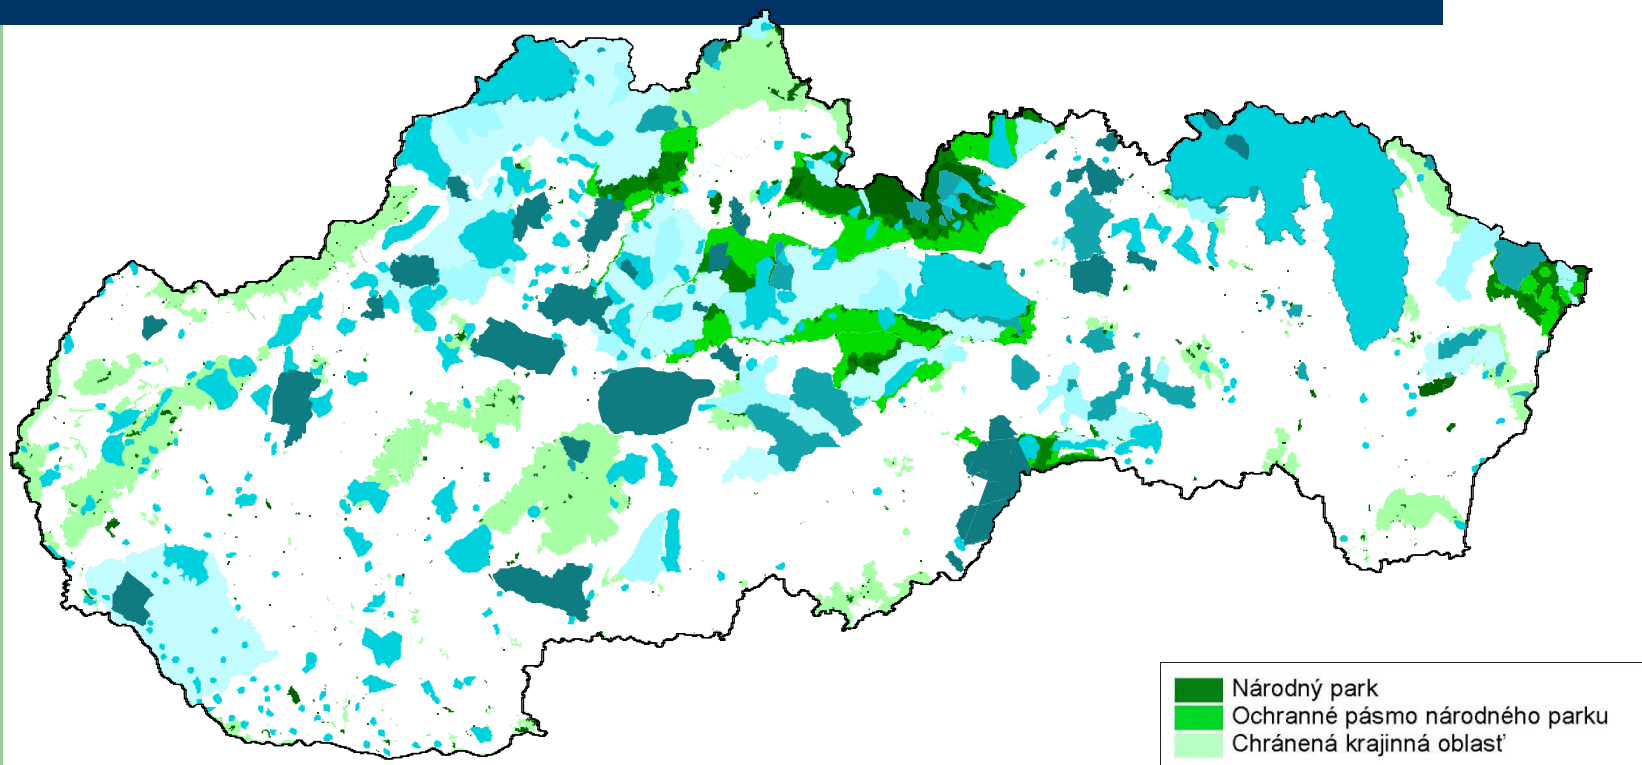 Národný park
Ochranné pásmo národného parku
Chránená krajinná oblasť